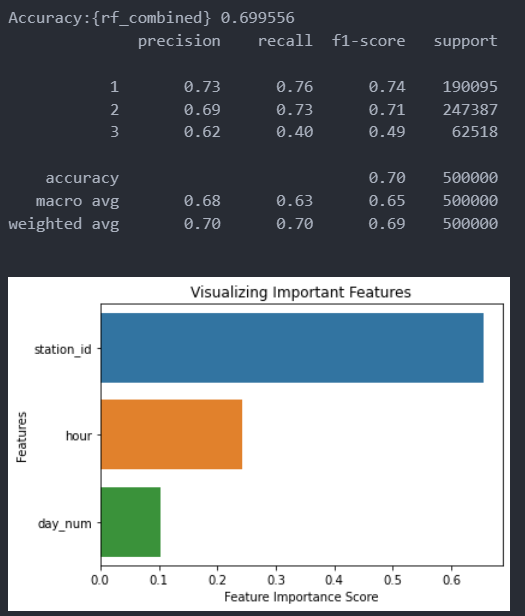 Accuracy:{rf_combined} 0.699556
precision recall f1-score support
1 0.73 0.76 0.74 190095
2 0.69 0.73 0.71 247387
3 0.62 0.40 0.49 62518
accuracy 0.70 500000
macro avg 0.68 0.63 0.65 500000
weighted avg 0.70 0.70 0.69 500000
Visualizing Important Features
station_id
hour
day_num
Features
0.0 0.1 0.2 0.3 0.4 0.5 0.6
Feature Importance Score